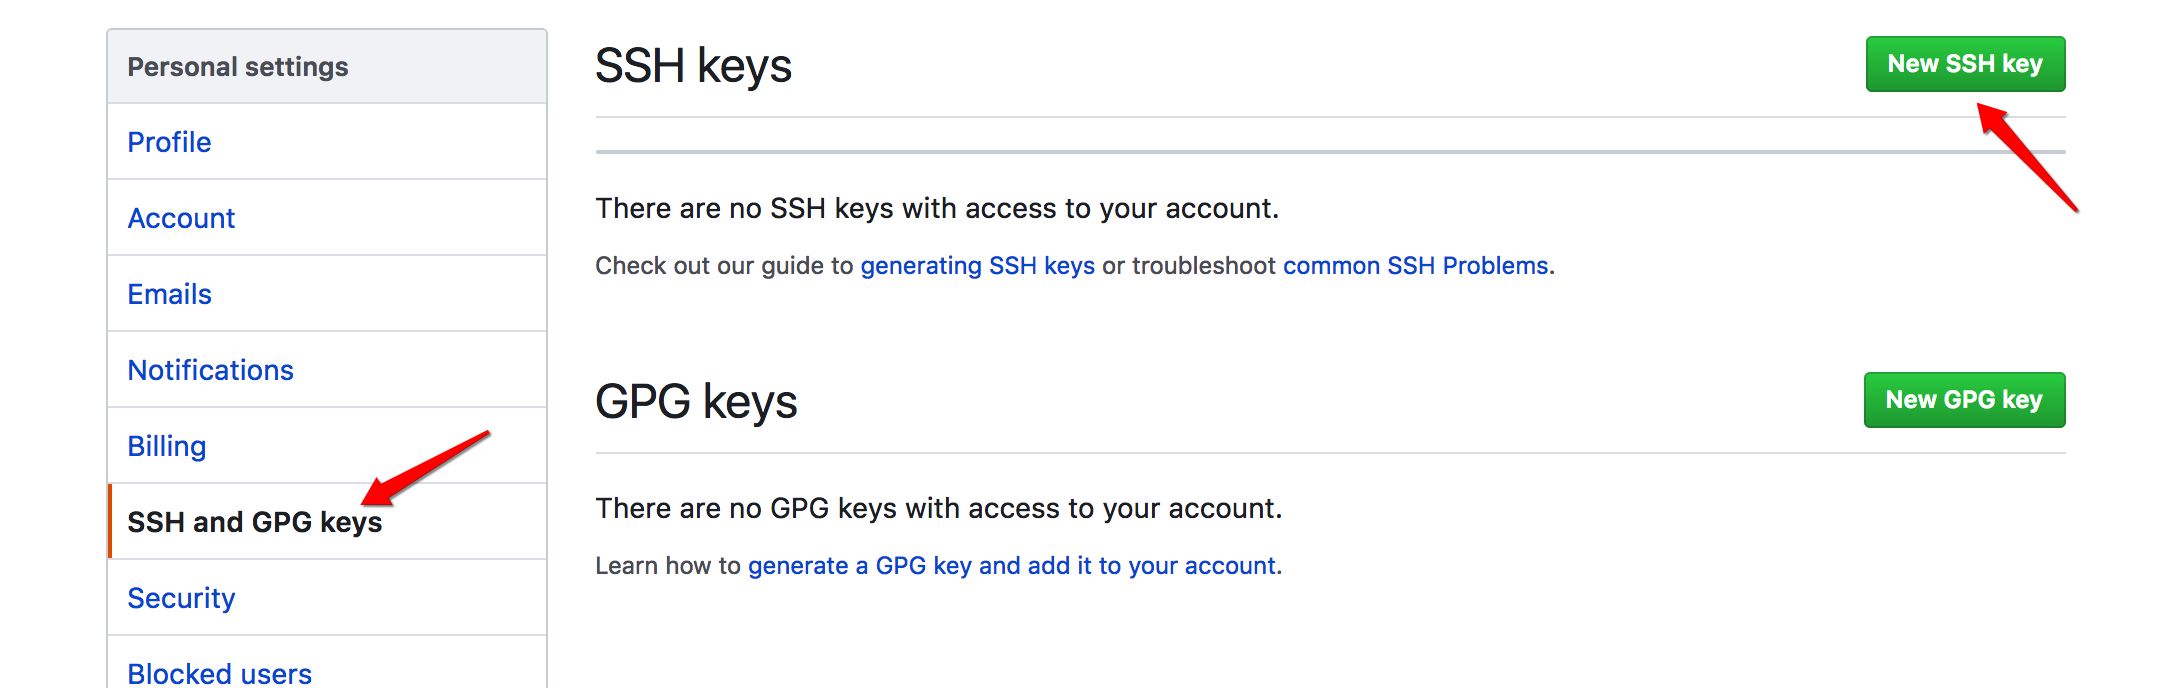 Personal settings
Profile
Account
Emails
Notifications
Billing
SSH and GPG keys
Security
Blocked users
SSH keys
New SSH key
There are no SSH keys with access to your account.
Check out our guide to generating SSH keys or troubleshoot common SSH Problems.
GPG keys
New GPG key
There are no GPG keys with access to your account.
Learn how to generate a GPG key and add it to your account.